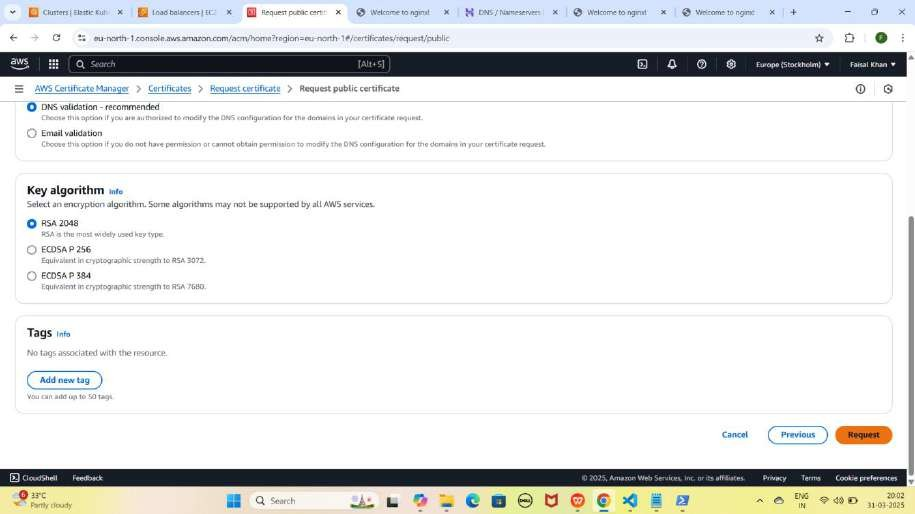 Clusters | Elastic Kube
Load balancers | EC2
Request public certif
Welcome to nginx!
DNS / Nameservers
Welcome to nginx!
Welcome to nginx!
eu-north-1.console.aws.amazon.com/acm/home?region=eu-north-1#/certificates/request/public
aws
Search
[Alt+S]
Europe (Stockholm)
Faisal Khan
AWS Certificate Manager
Certificates
Request certificate
Request public certificate
DNS validation - recommended
Choose this option if you are authorized to modify the DNS configuration for the domains in your certificate request.
Email validation
Choose this option if you do not have permission or cannot obtain permission to modify the DNS configuration for the domains in your certificate request.
Key algorithm Info
Select an encryption algorithm. Some algorithms may not be supported by all AWS services.
RSA 2048
RSA is the most widely used key type.
ECDSA P 256
Equivalent in cryptographic strength to RSA 3072.
ECDSA P 384
Equivalent in cryptographic strength to RSA 7680.
Tags Info
No tags associated with the resource.
Add new tag
You can add up to 50 tags.
Cancel
Previous
Request
CloudShell
Feedback
© 2025, Amazon Web Services, Inc. or its affiliates.
Privacy
Terms
Cookie preferences
6
33°C
Partly cloudy
Search
DELL
ENG
IN
20:02
31-03-2025